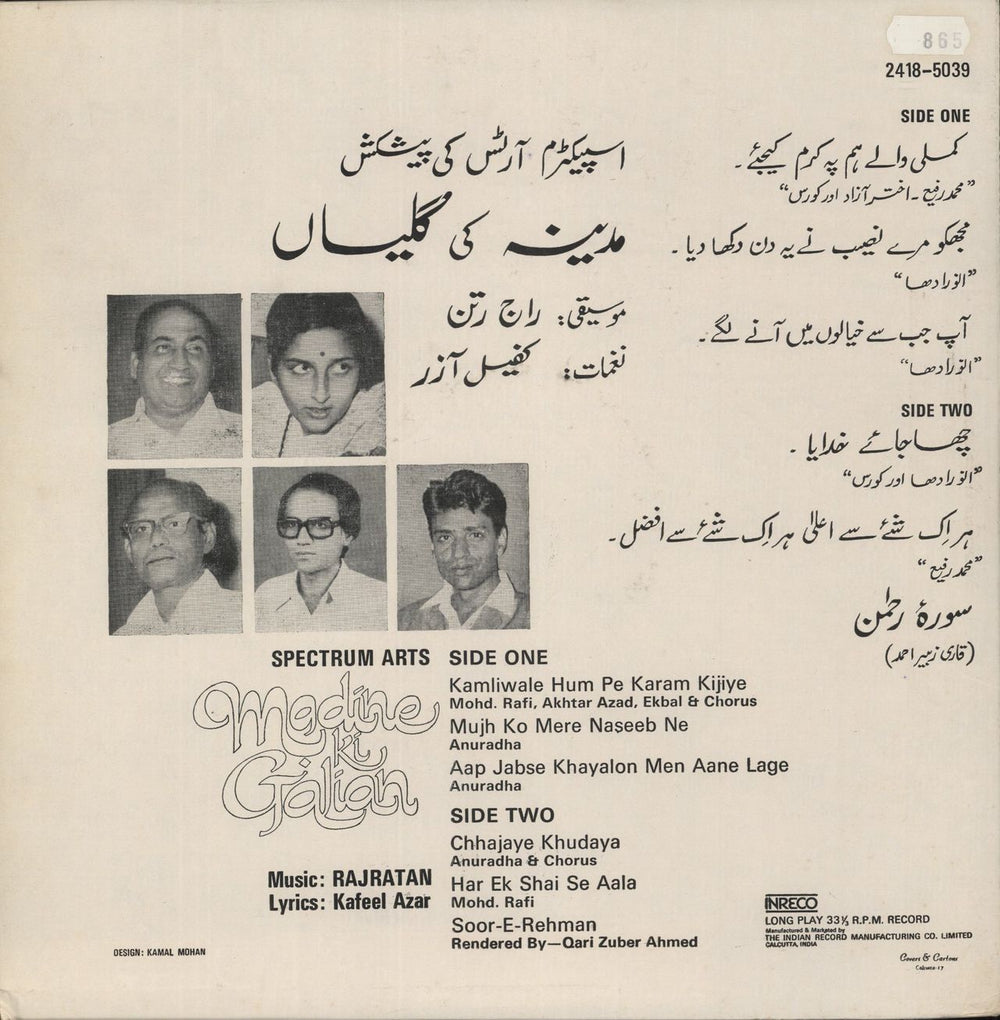 865
2418-5039
SIDE ONE
کملی والے ہم پہ کرم کیجئے۔
"محمد رفیع۔ اختر آزاد اور کورس"
مجھکو مرے نصیب نے یہ دن دکھا دیا۔
"انورادھا"
آپ جب سے خیالوں میں آنے لگے۔
"انورادھا"
SIDE TWO
چھا جائے خدایا۔
"انورادھا اور کورس"
ہر اِک شئے سے اعلیٰ ہر اِک شئے سے افضل۔
"محمد رفیع"
سورۂ رحمٰن
(قاری زبیر احمد)
اسپیکٹرم آرٹس کی پیشکش
مدینہ کی گلیاں
موسیقی: راج رتن
نغمات: کفیل آزر
SPECTRUM ARTS
Madine
ki
Galian
Music: RAJRATAN
Lyrics: Kafeel Azar
SIDE ONE
Kamliwale Hum Pe Karam Kijiye
Mohd. Rafi, Akhtar Azad, Ekbal & Chorus
Mujh Ko Mere Naseeb Ne
Anuradha
Aap Jabse Khayalon Men Aane Lage
Anuradha
SIDE TWO
Chhajaye Khudaya
Anuradha & Chorus
Har Ek Shai Se Aala
Mohd. Rafi
Soor-E-Rehman
Rendered By—Qari Zuber Ahmed
DESIGN: KAMAL MOHAN
INRECO
LONG PLAY 33⅓ R.P.M. RECORD
Manufactured & Marketed by
THE INDIAN RECORD MANUFACTURING CO. LIMITED
CALCUTTA, INDIA
Covers & Cartons
Calcutta-17